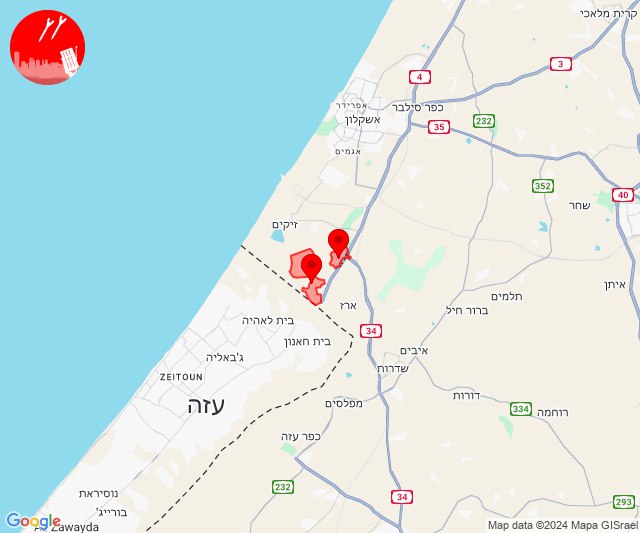 קרית מלאכי
3
4
כפר סילבר
אפרידר
אשקלון
35
232
אגמים
352
40
שחר
זיקים
איתן
תלמים
ברור חיל
ארז
34
בית לאהיה
בית חאנון
ג'באליה
איבים
שדרות
ZEITOUN
דורות
מפלסים
334
רוחמה
עזה
כפר עזה
232
נוסיראת
34
293
בורייג'
Az Zawayda
Google
Map data ©2024 Mapa GISrael